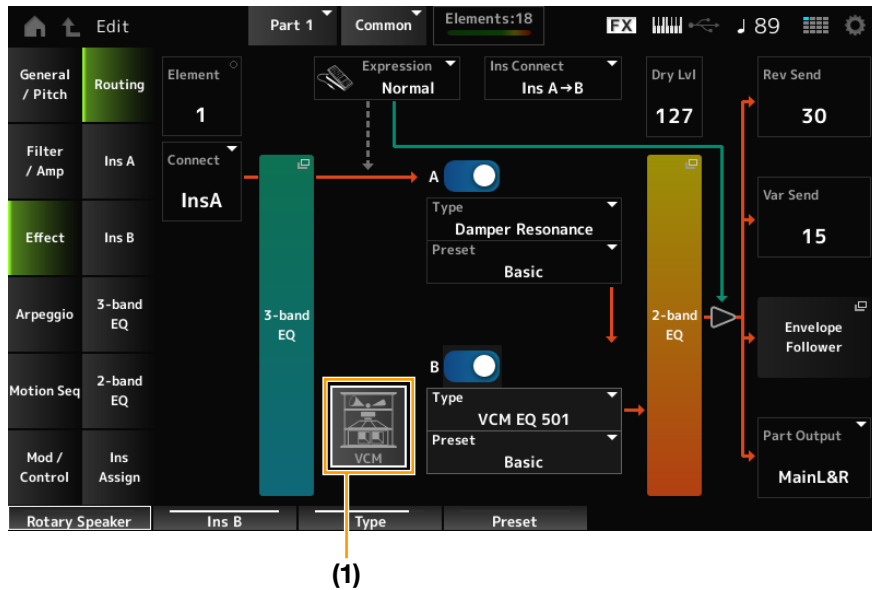 Edit
Part 1
Common
Elements:18
FX
♩ 89
General
/ Pitch
Filter
/ Amp
Effect
Arpeggio
Motion Seq
Mod /
Control
Routing
Ins A
Ins B
3-band
EQ
2-band
EQ
Ins
Assign
Element
1
Connect
InsA
3-band
EQ
Expression
Normal
Ins Connect
Ins A→B
A
Type
Damper Resonance
Preset
Basic
B
Type
VCM EQ 501
Preset
Basic
VCM
Dry Lvl
127
2-band
EQ
Rev Send
30
Var Send
15
Envelope
Follower
Part Output
MainL&R
Rotary Speaker
Ins B
Type
Preset
(1)